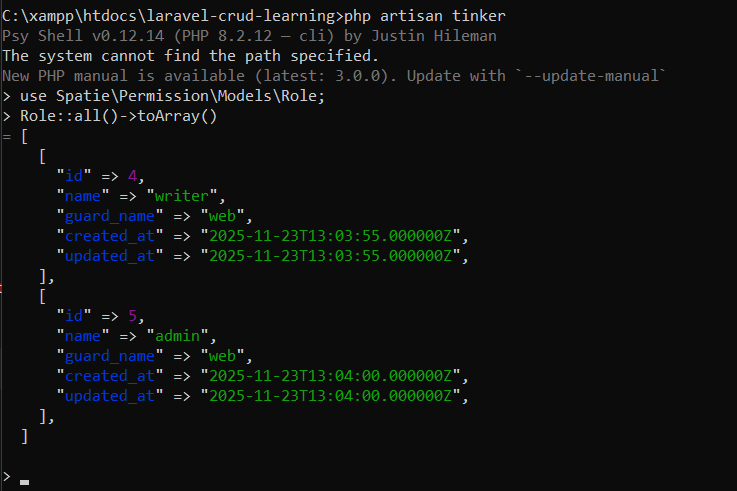 C:\xampp\htdocs\laravel-crud-learning>php artisan tinker
Psy Shell v0.12.14 (PHP 8.2.12 — cli) by Justin Hileman
The system cannot find the path specified.
New PHP manual is available (latest: 3.0.0). Update with `--update-manual`
> use Spatie\Permission\Models\Role;
> Role::all()->toArray()
= [
    [
      "id" => 4,
      "name" => "writer",
      "guard_name" => "web",
      "created_at" => "2025-11-23T13:03:55.000000Z",
      "updated_at" => "2025-11-23T13:03:55.000000Z",
    ],
    [
      "id" => 5,
      "name" => "admin",
      "guard_name" => "web",
      "created_at" => "2025-11-23T13:04:00.000000Z",
      "updated_at" => "2025-11-23T13:04:00.000000Z",
    ],
  ]
>